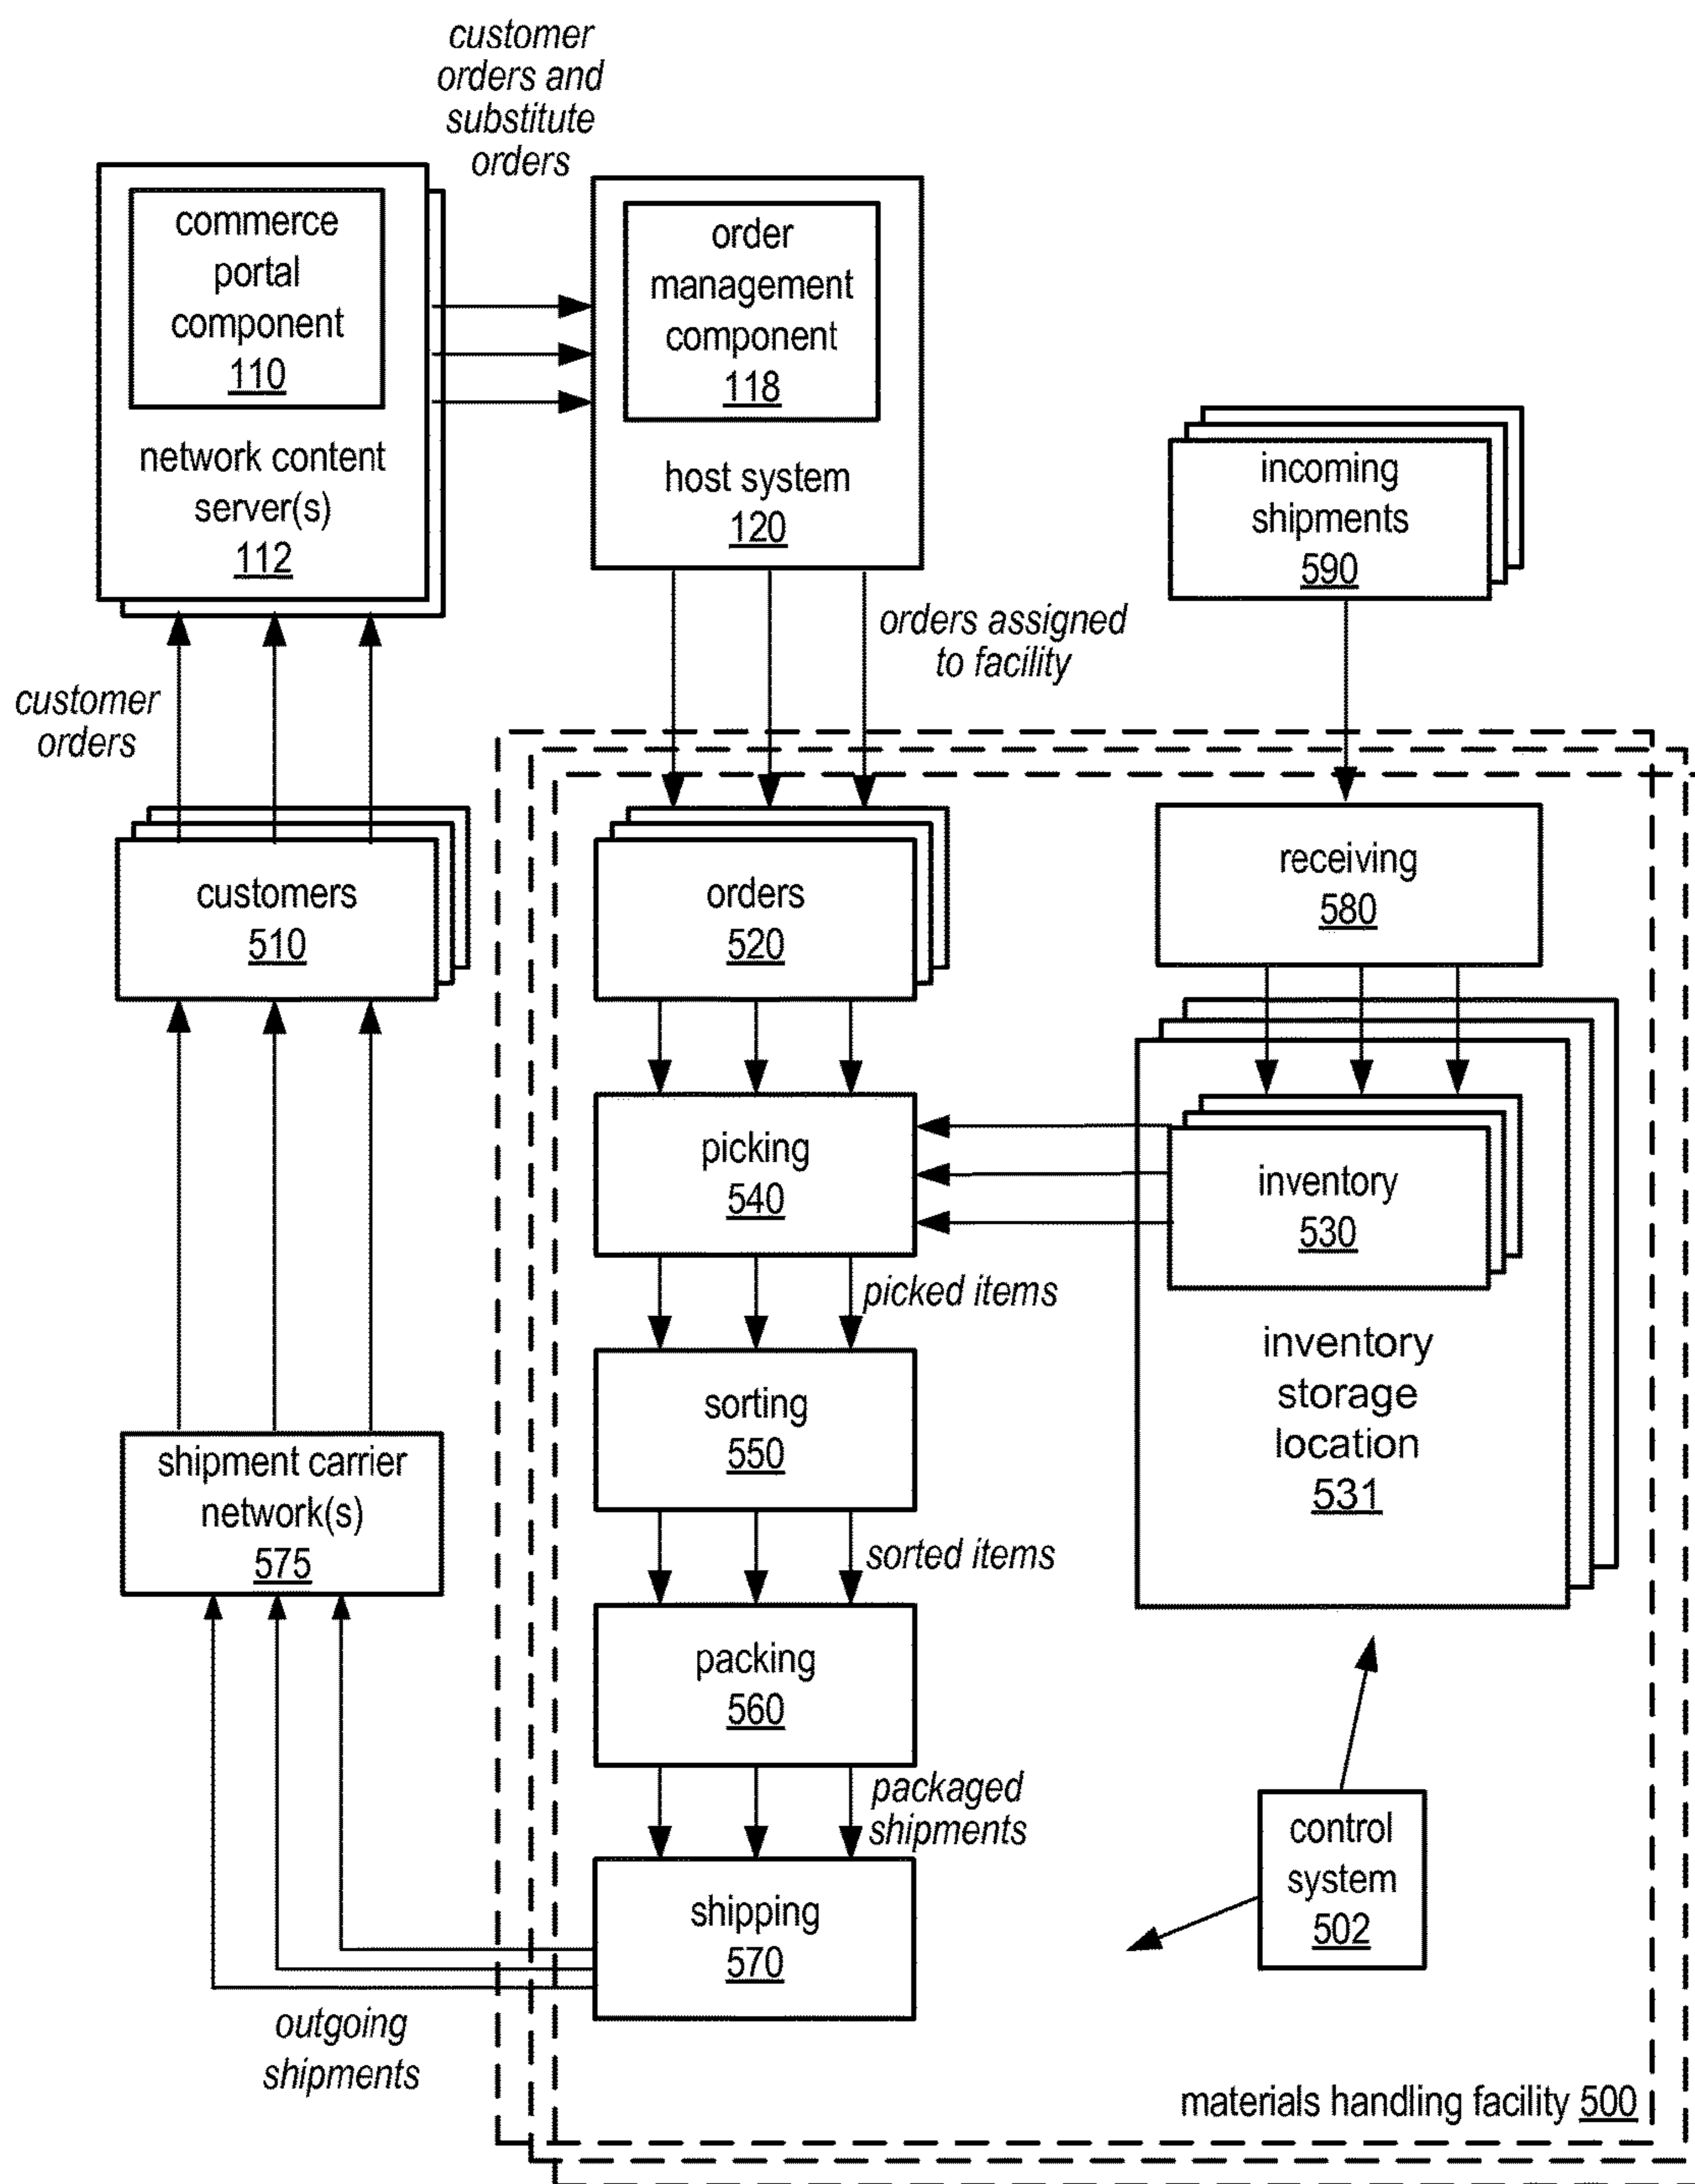 customer
orders and
substitute
orders
commerce
portal
component
110
network content
server(s)
112
order
management
component
118
host system
120
incoming
shipments
590
orders assigned
to facility
customer
orders
customers
510
orders
520
receiving
580
picking
540
inventory
530
picked items
inventory
storage
location
531
sorting
550
shipment carrier
network(s)
575
sorted items
packing
560
packaged
shipments
control
system
502
shipping
570
outgoing
shipments
materials handling facility 500